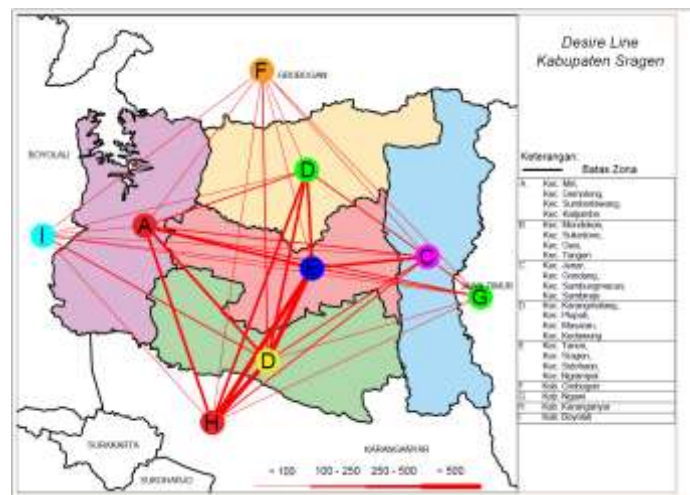 Desire Line
Kabupaten Sragen
F
GROBOGAN
BOYOLALI
D
Keterangan:
Batas Zona
I
A
C
E
G
D
H
SURAKARTA
KARANGANYAR
SUKOHARJO
< 100 100 - 250 250 - 500 > 500
A Kec. Miri,
Kec. Gemolong,
Kec. Sumberlawang,
Kec. Kalijambe
B Kec. Mondokan,
Kec. Sukodono,
Kec. Gesi,
Kec. Tangen
C Kec. Jenar,
Kec. Gondang,
Kec. Sambungmacan,
Kec. Sambirejo
D Kec. Karangmalang,
Kec. Plupuh,
Kec. Masaran,
Kec. Kedawung
E Kec. Tanon,
Kec. Sragen,
Kec. Sidoharjo,
Kec. Ngrampal
F Kab. Grobogan
G Kab. Ngawi
H Kab. Karanganyar
I Kab. Boyolali